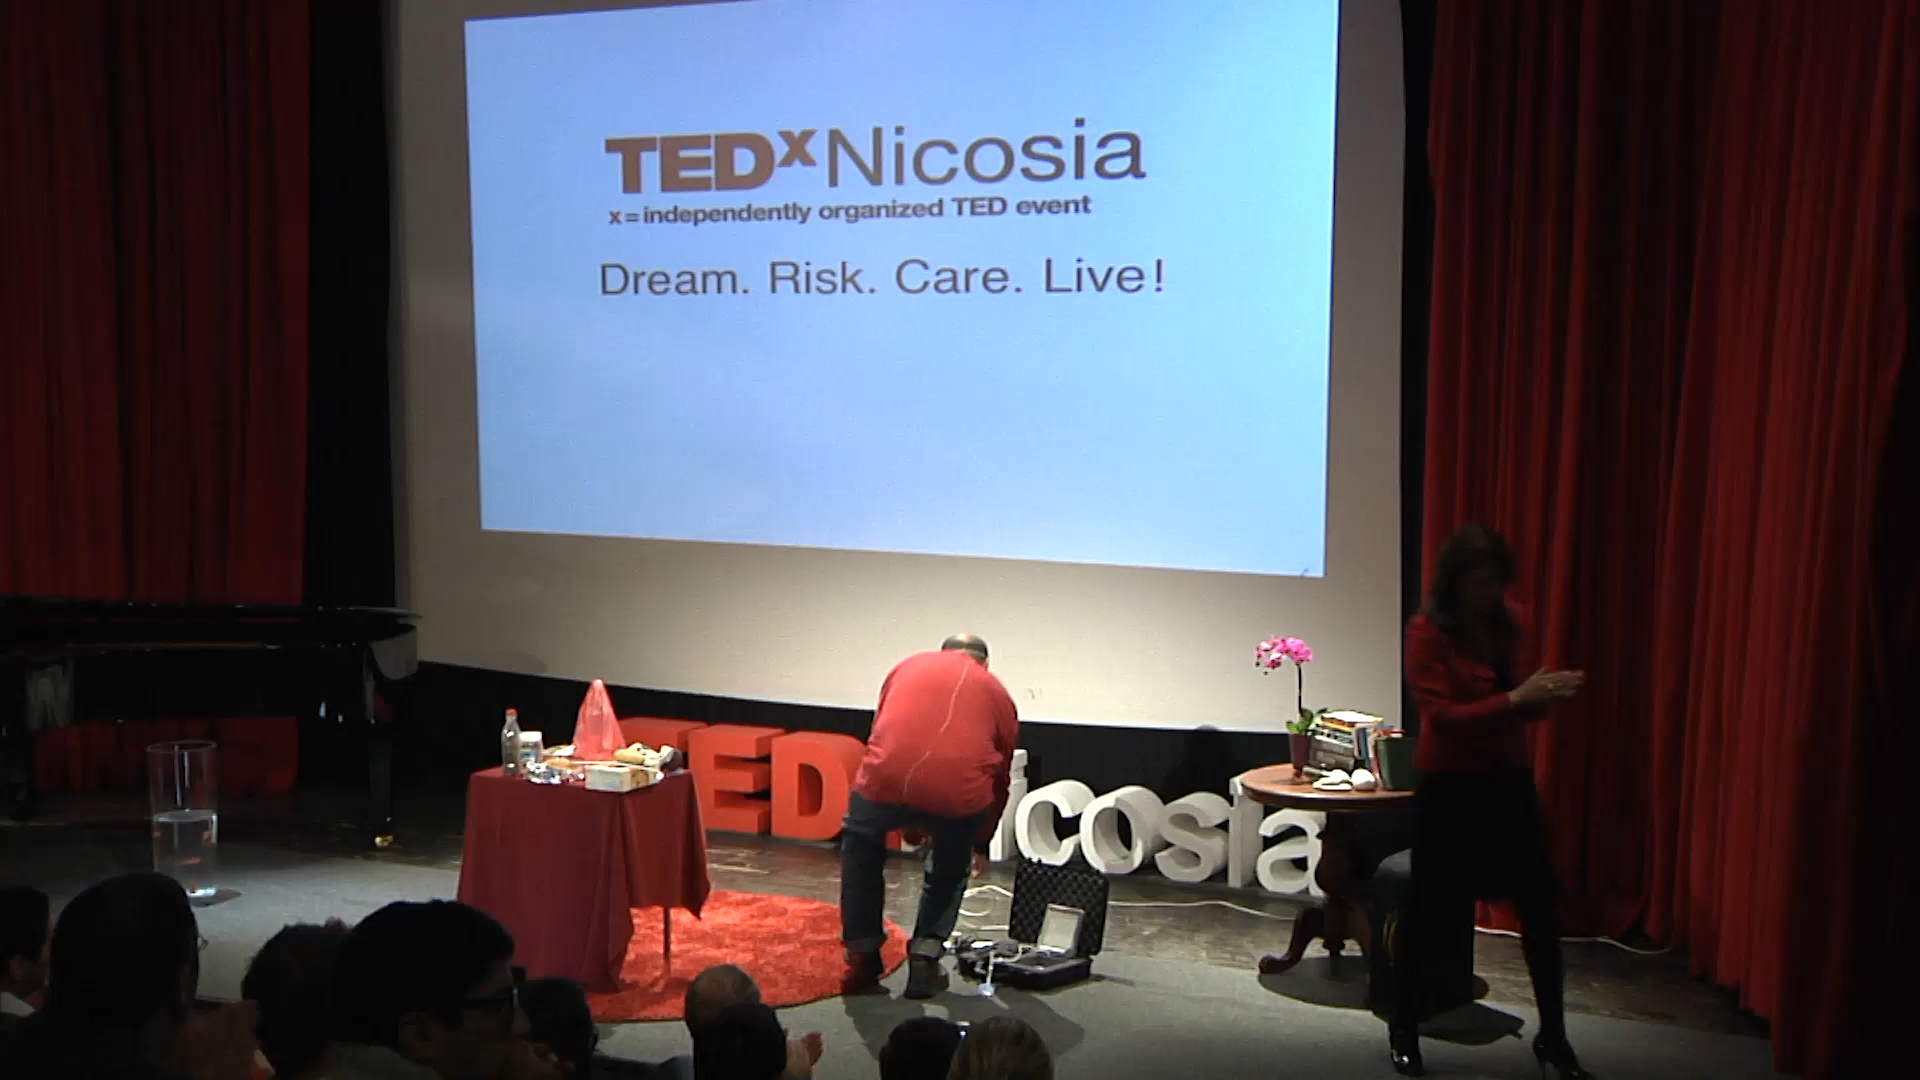 TEDxNicosia
x=independently organized TED event
Dream. Risk. Care. Live!
TED icosia